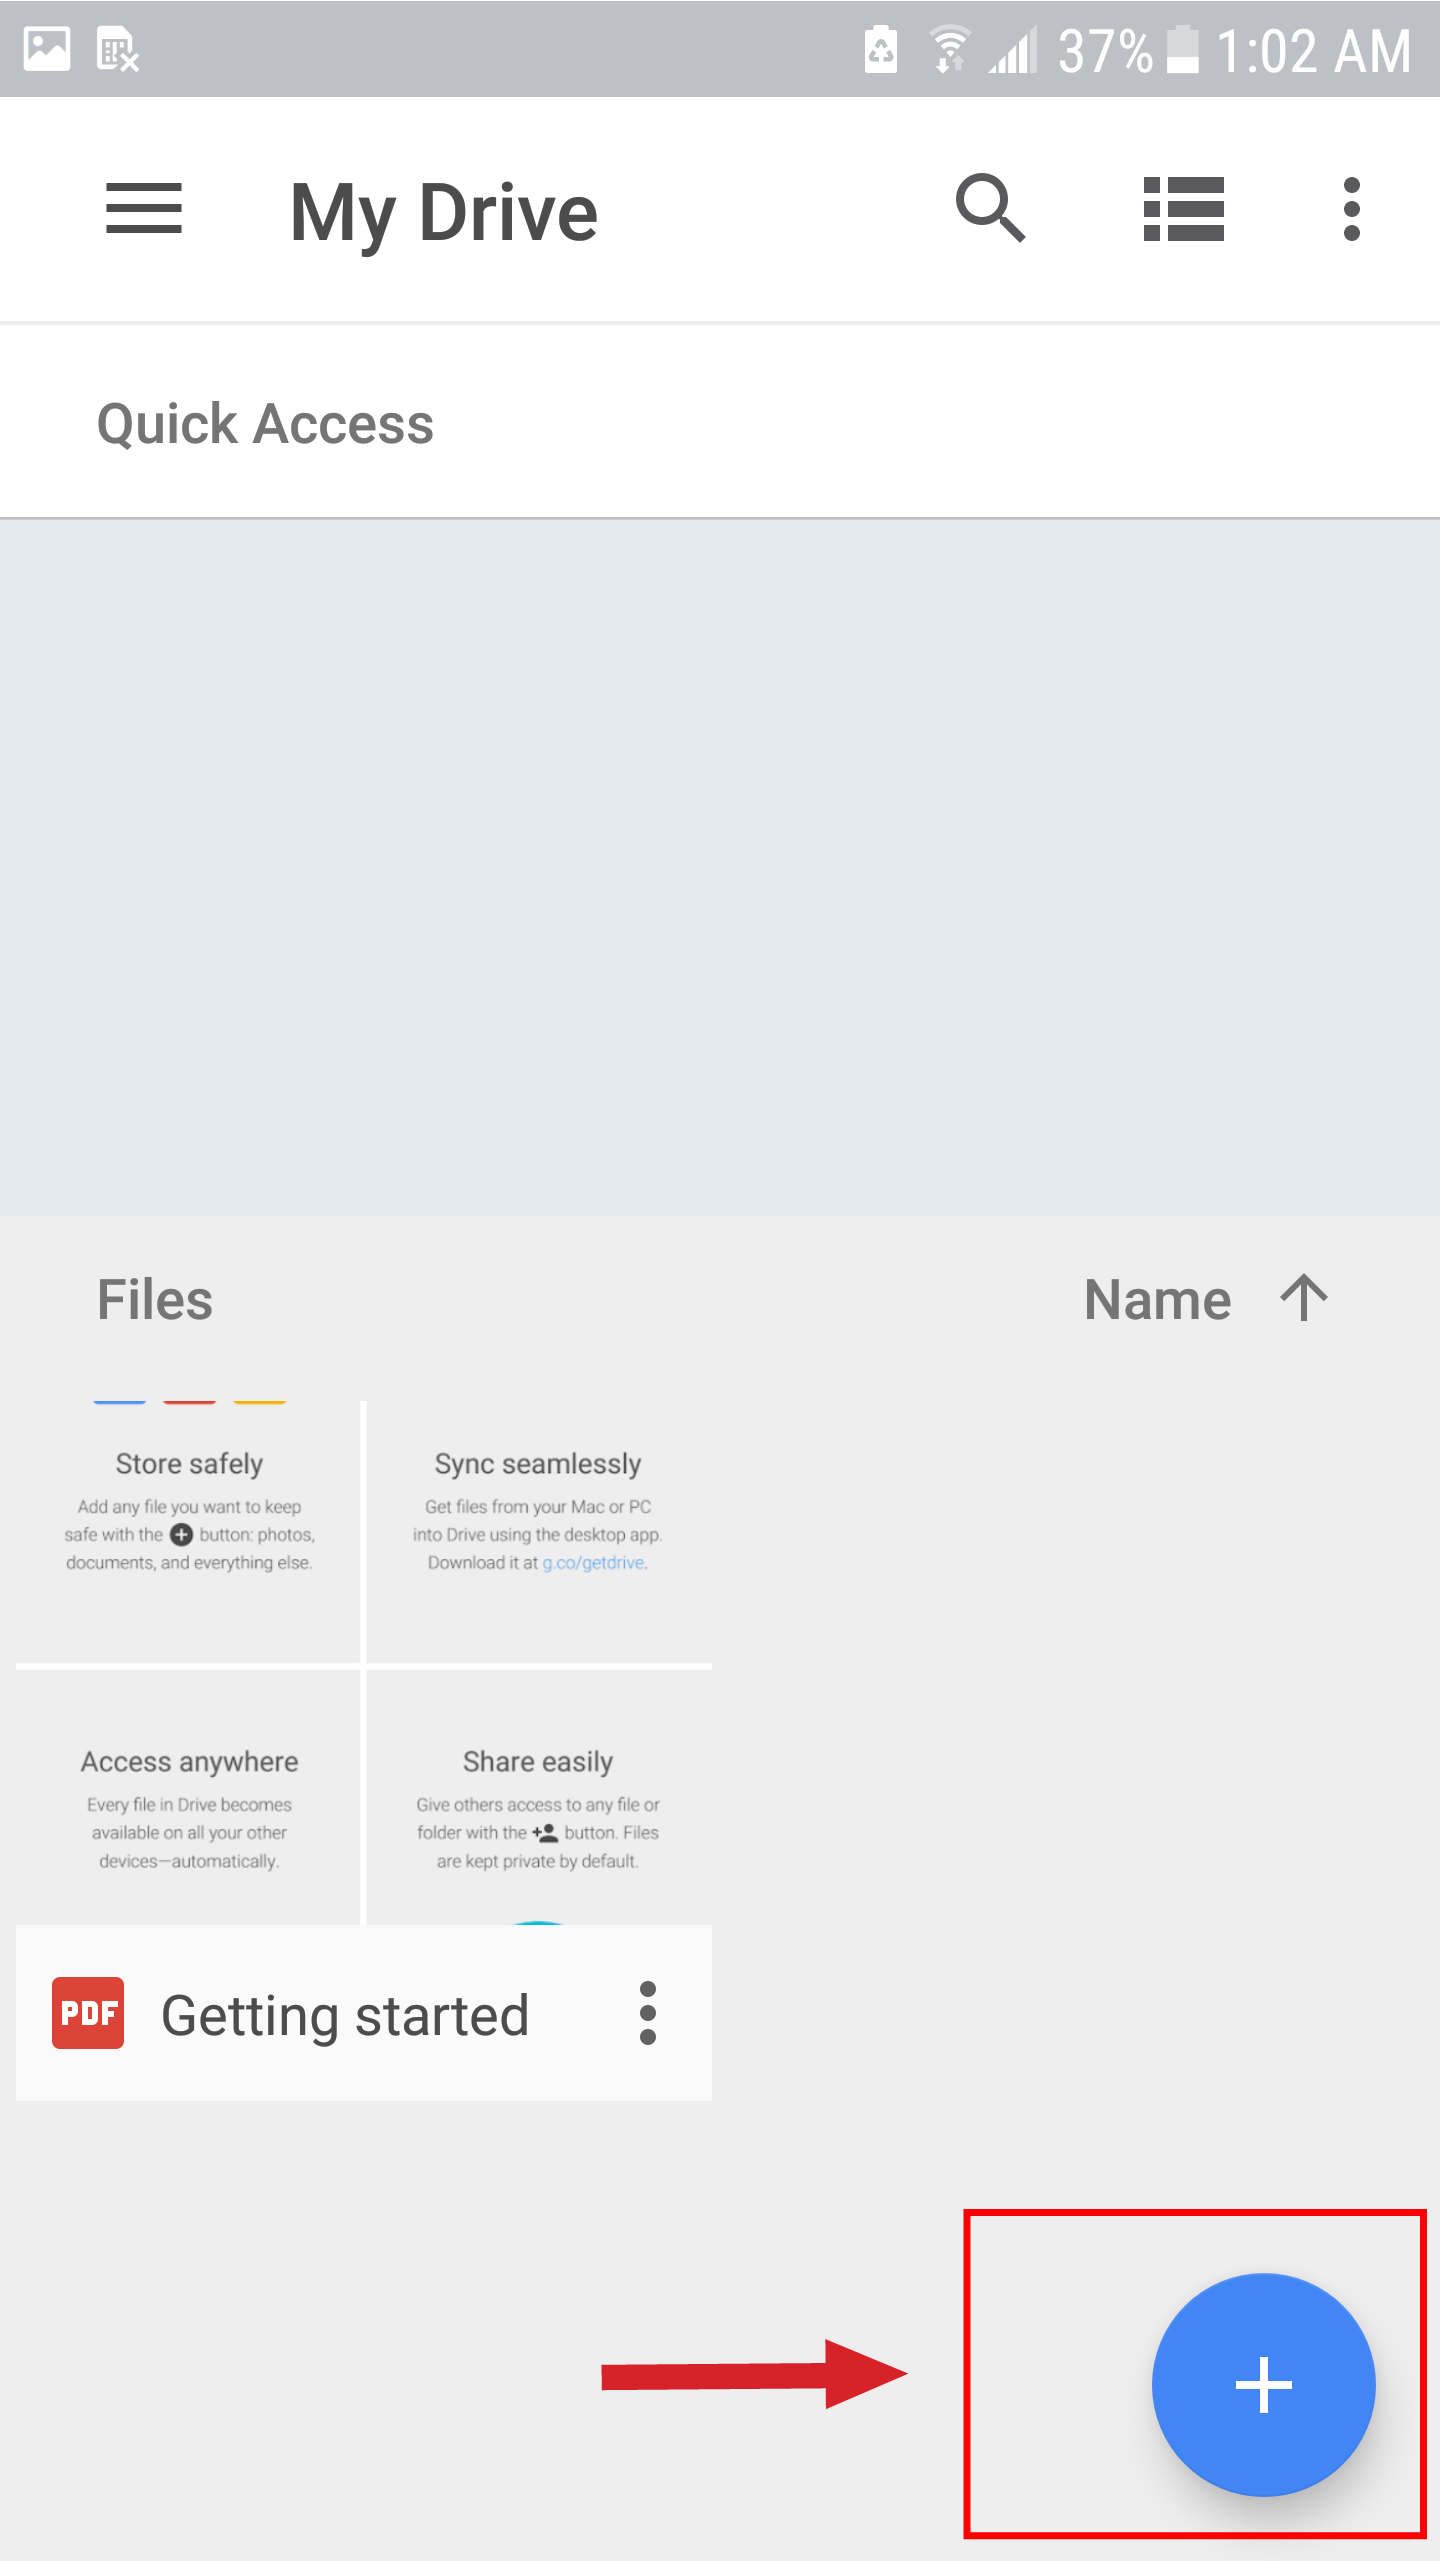 37% 1:02 AM
My Drive
Quick Access
Files
Name
Store safely
Add any file you want to keep
safe with the button: photos,
documents, and everything else.
Sync seamlessly
Get files from your Mac or PC
into Drive using the desktop app.
Download it at g.co/getdrive.
Access anywhere
Every file in Drive becomes
available on all your other
devices—automatically.
Share easily
Give others access to any file or
folder with the button. Files
are kept private by default.
PDF Getting started